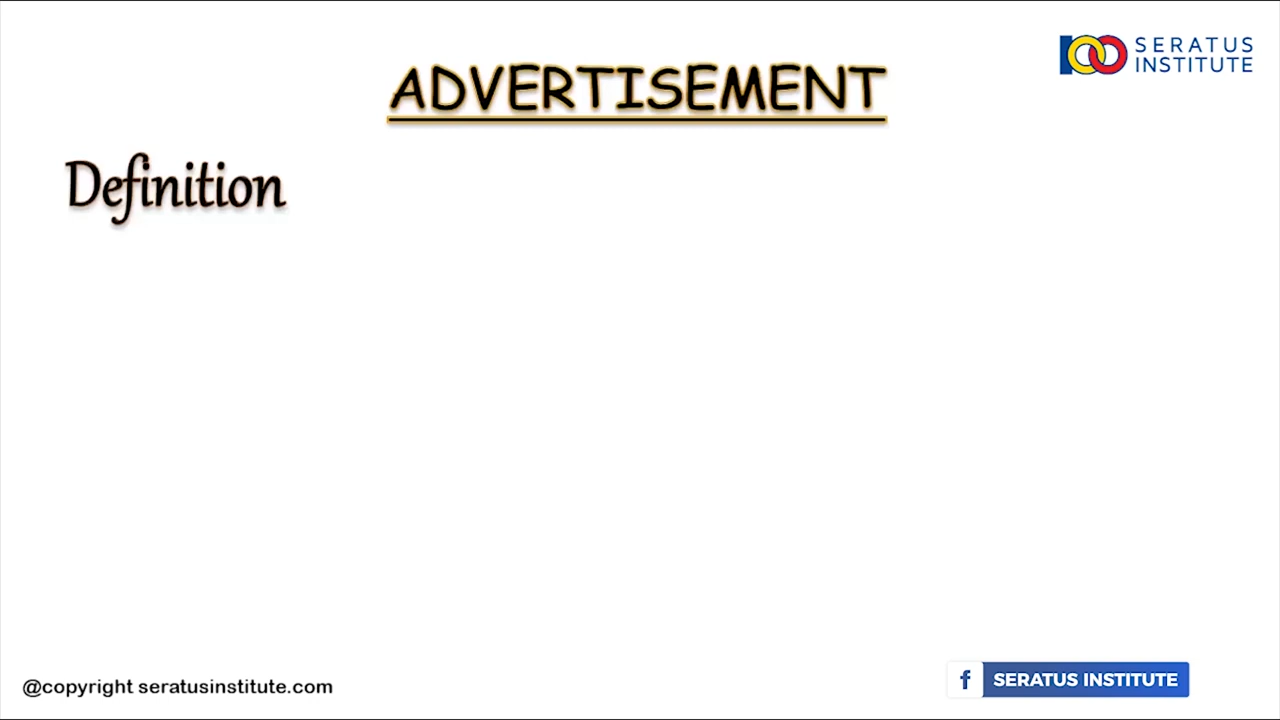 SERATUS
INSTITUTE
ADVERTISEMENT
Definition
@copyright seratusinstitute.com
f SERATUS INSTITUTE